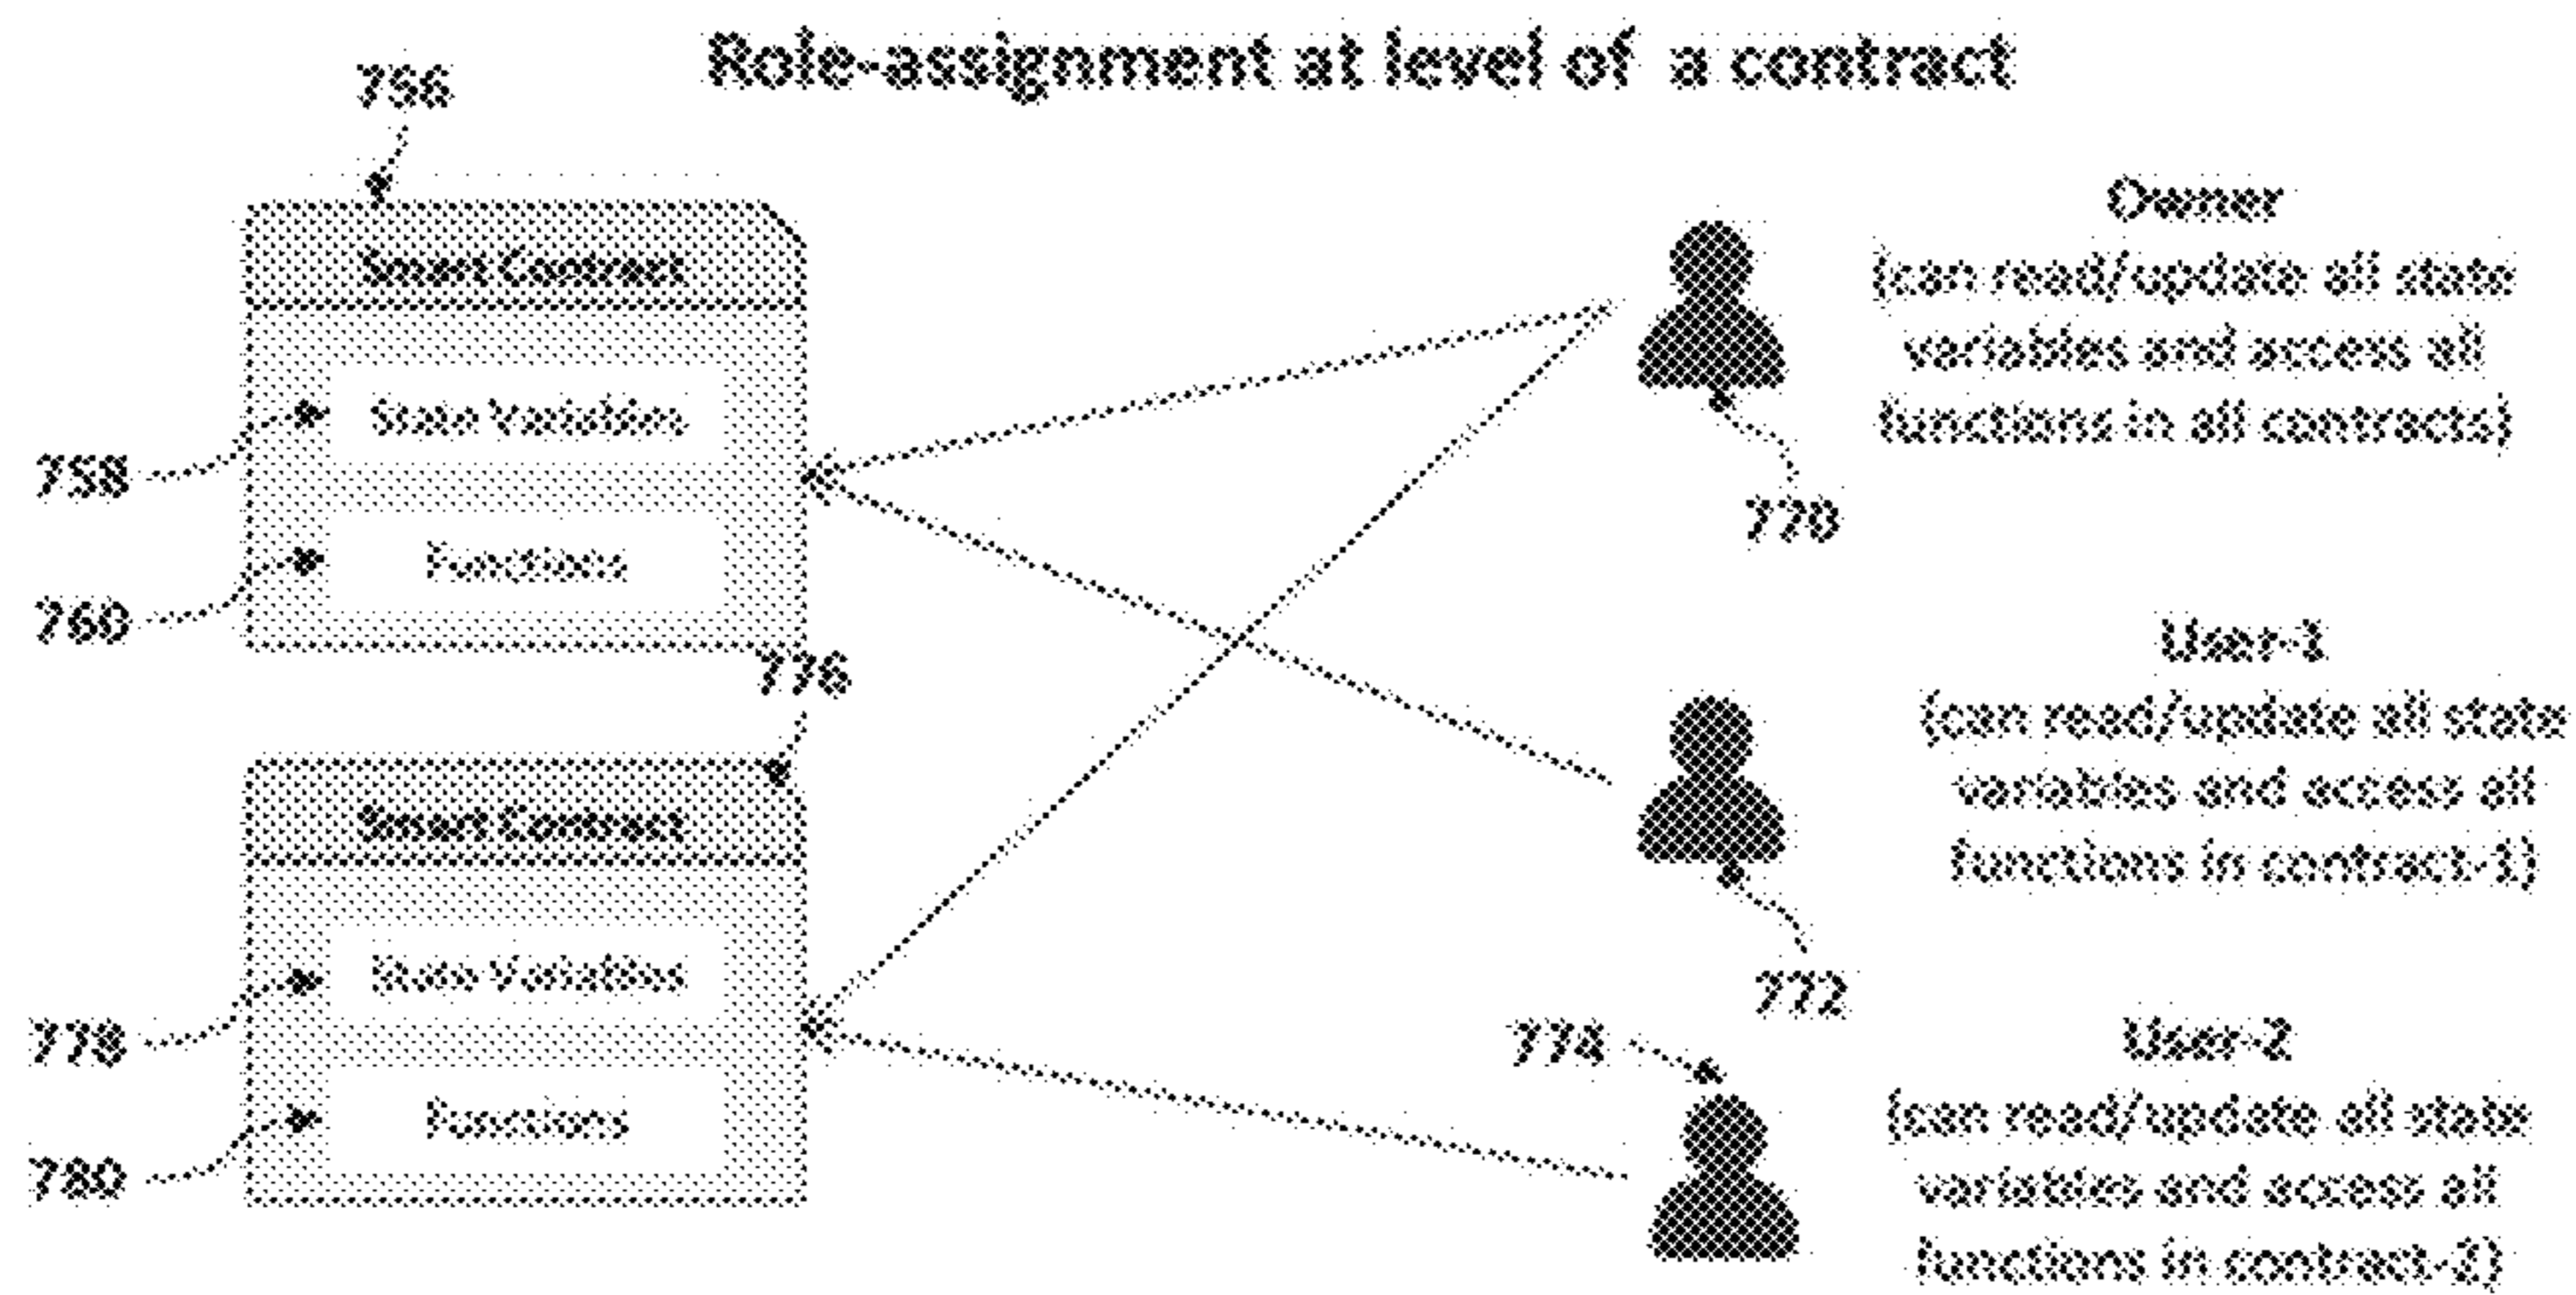 Role-assignment at level of a contract
756
Smart Contract
State Variables
758
Functions
760
776
Smart Contract
State Variables
778
Functions
780
Owner
(can read/update all state
variables and access all
functions in all contracts)
770
User-1
(can read/update all state
variables and access all
functions in contract-1)
772
774
User-2
(can read/update all state
variables and access all
functions in contract-2)